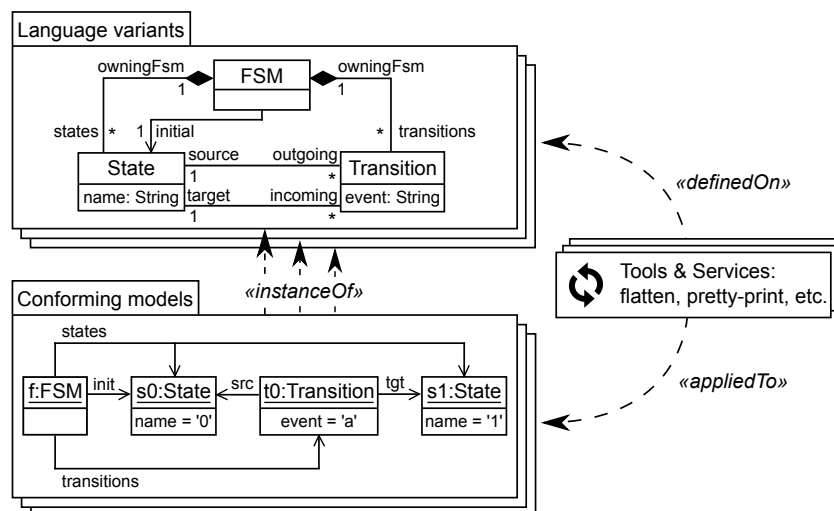 Language variants
owningFsm FSM owningFsm
1 1
states * 1 initial * transitions
State source outgoing Transition
1 *
name: String target incoming event: String
1 *
«definedOn»
«instanceOf»
Tools & Services:
flatten, pretty-print, etc.
Conforming models
states
f:FSM init s0:State src t0:Transition tgt s1:State
name = '0' event = 'a' name = '1'
transitions
«appliedTo»